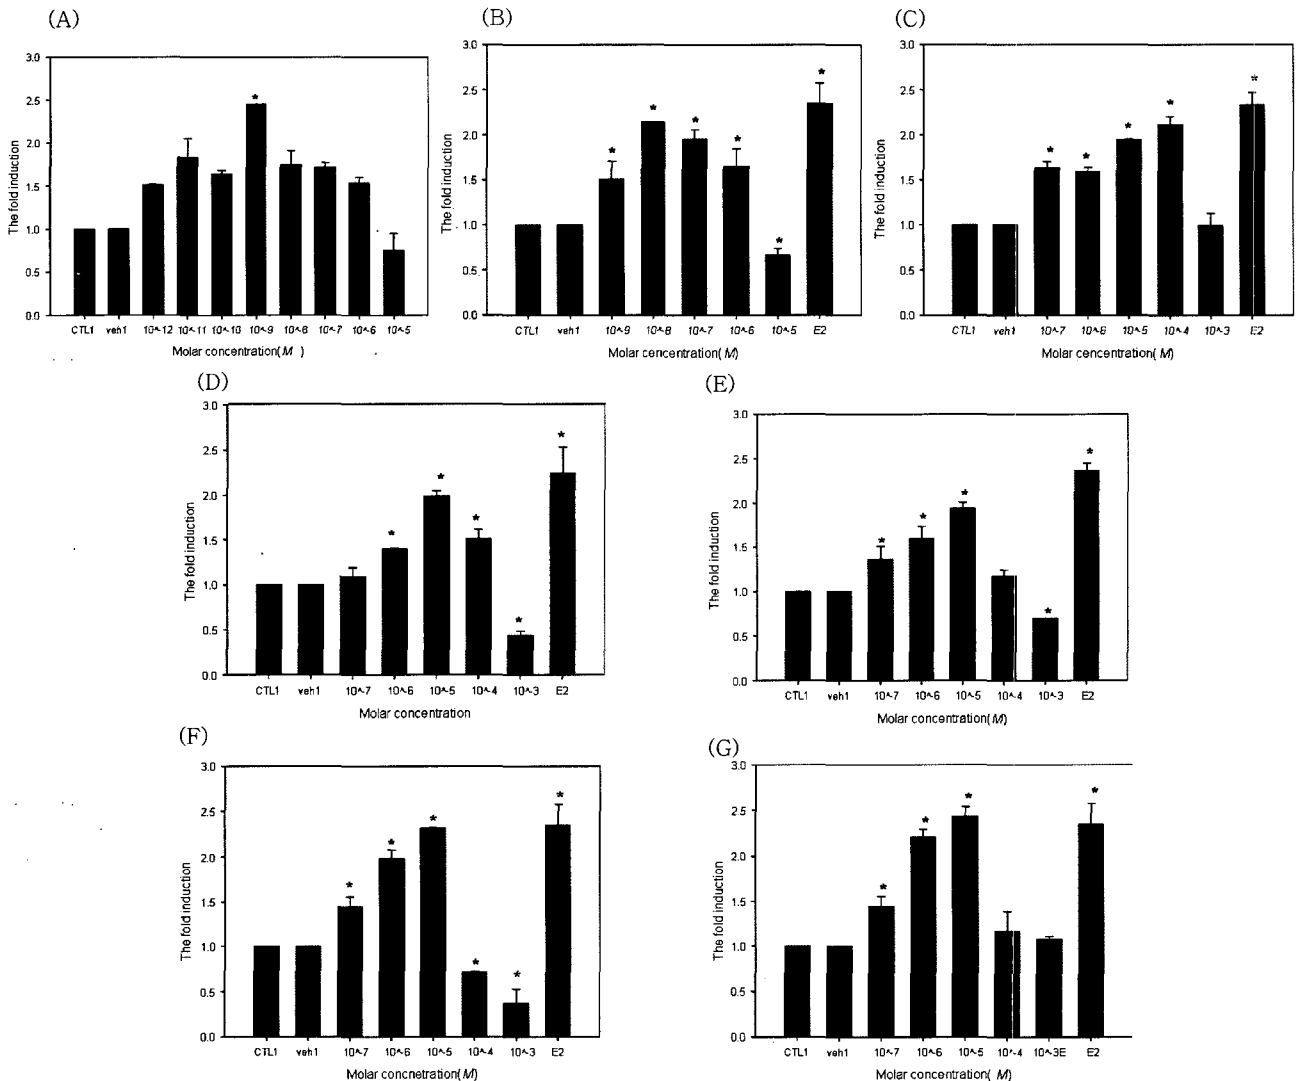 (A)
3.0
2.5
2.0
1.5
1.0
0.5
0.0
The fold induction
*
CTL1 veh1 10^-12 10^-11 10^-10 10^-9 10^-8 10^-7 10^-6 10^-5
Molar concentration(M )
(B)
3.0
2.5
2.0
1.5
1.0
0.5
0.0
The fold induction
* * * * * *
CTL1 veh1 10^-9 10^-8 10^-7 10^-6 10^-5 E2
Molar concentration(M)
(C)
3.0
2.5
2.0
1.5
1.0
0.5
0.0
The fold induction
* * * * *
CTL1 veh1 10^-7 10^-6 10^-5 10^-4 10^-3 E2
Molar concentration(M)
(D)
3.0
2.5
2.0
1.5
1.0
0.5
0.0
The fold induction
* * * * *
CTL1 veh1 10^-7 10^-6 10^-5 10^-4 10^-3 E2
Molar concentration
(E)
3.0
2.5
2.0
1.5
1.0
0.5
0.0
The fold induction
* * * * *
CTL1 veh1 10^-7 10^-6 10^-5 10^-4 10^-3 E2
Molar concentration(M)
(F)
3.0
2.5
2.0
1.5
1.0
0.5
0.0
The fold induction
* * * * * *
CTL1 veh1 10^-7 10^-6 10^-5 10^-4 10^-3 E2
Molar concnetration(M)
(G)
3.0
2.5
2.0
1.5
1.0
0.5
0.0
The fold induction
* * * *
CTL1 veh1 10^-7 10^-6 10^-5 10^-4 10^-3E E2
Molar concentration( M)